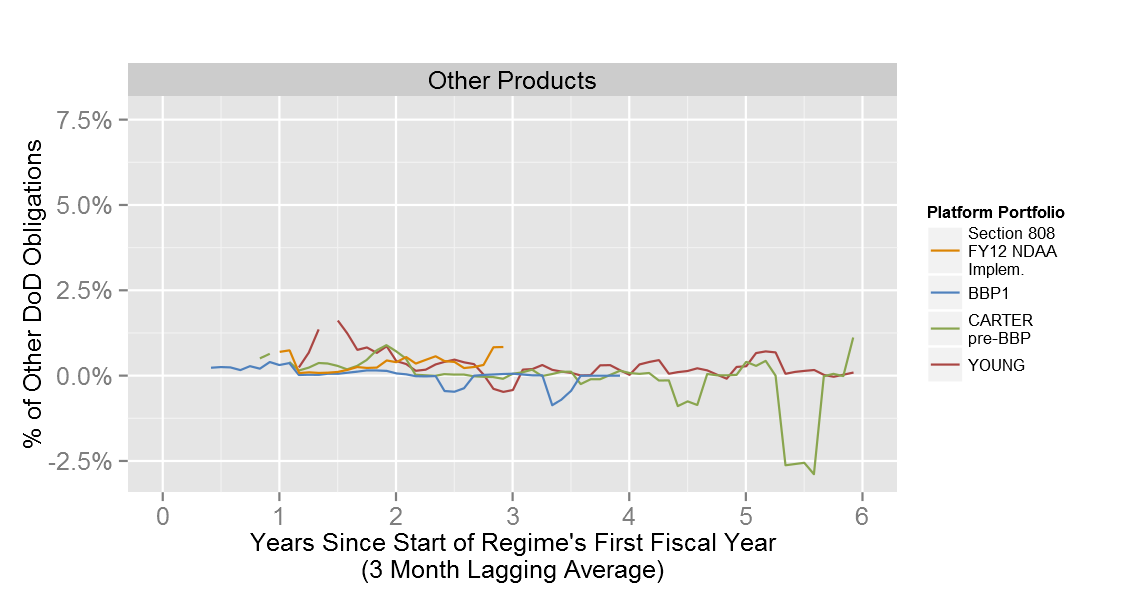 Other Products
7.5%
5.0%
2.5%
0.0%
-2.5%
% of Other DoD Obligations
0
1
2
3
4
5
6
Years Since Start of Regime's First Fiscal Year
(3 Month Lagging Average)
Platform Portfolio
Section 808
FY12 NDAA
Implem.
BBP1
CARTER
pre-BBP
YOUNG